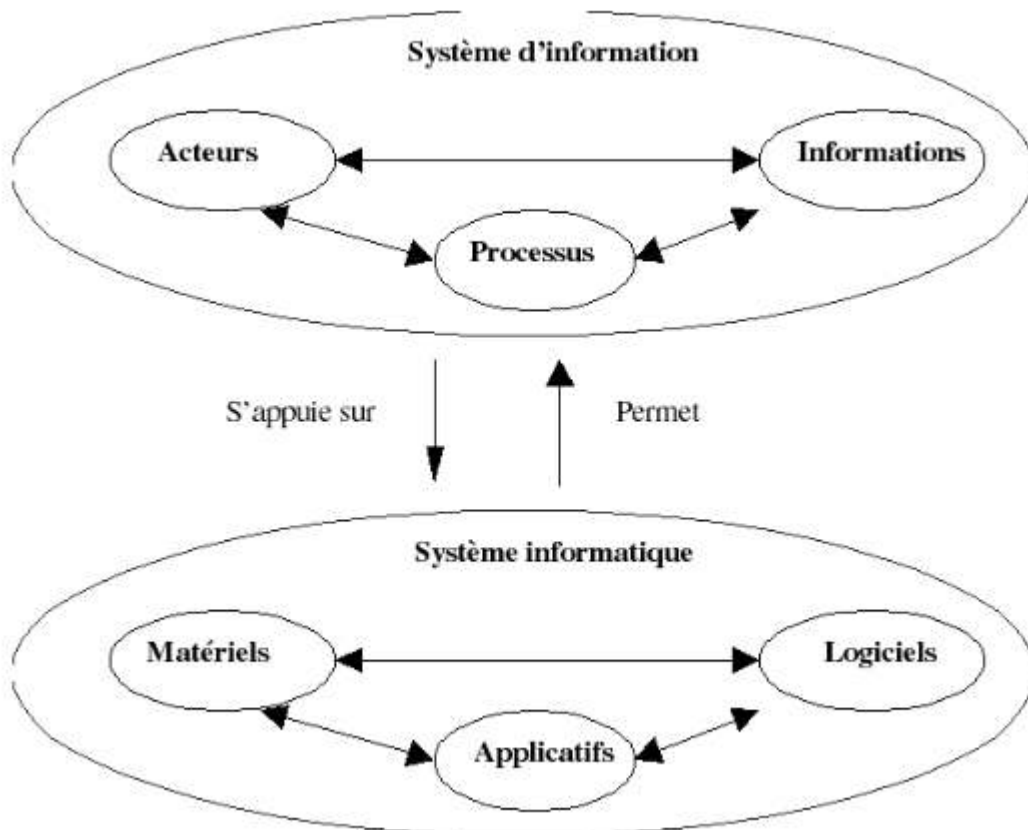 Système d'information
Acteurs
Informations
Processus
S'appuie sur
Permet
Système informatique
Matériels
Logiciels
Applicatifs